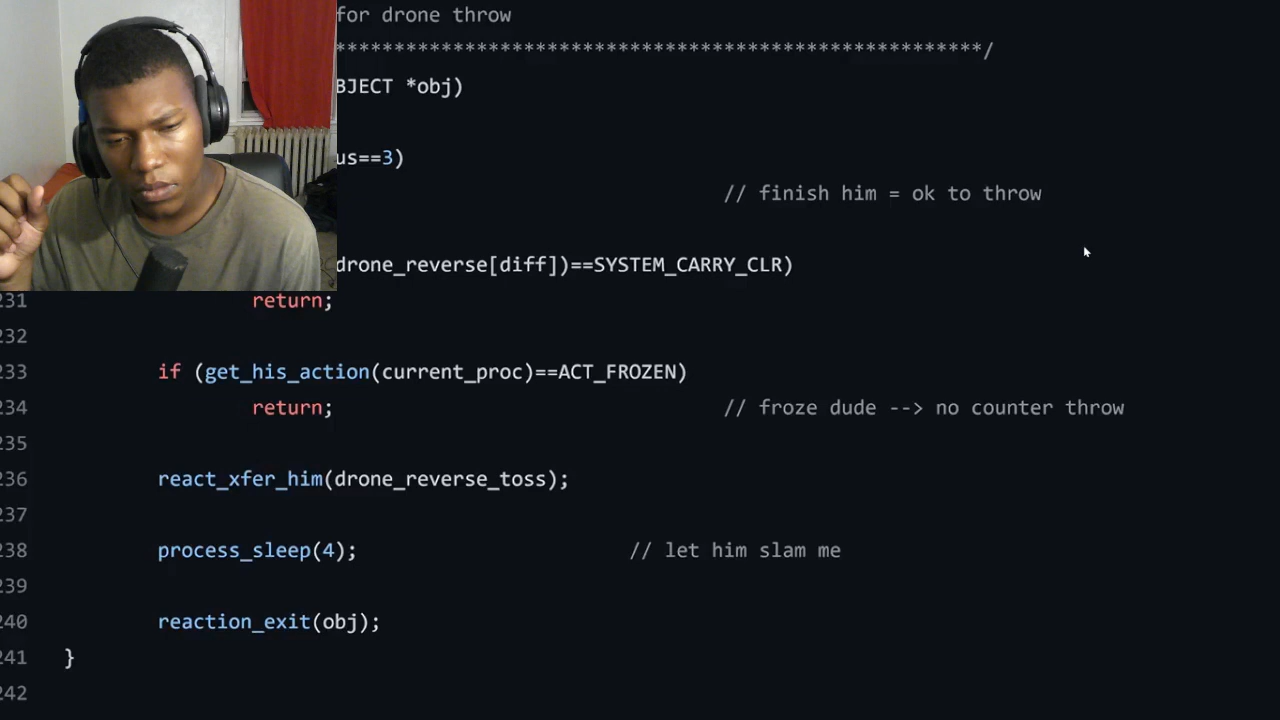 for drone throw
*******************************************************/
BJECT *obj)
us==3)
// finish him = ok to throw
drone_reverse[diff])==SYSTEM_CARRY_CLR)
231 return;
232
233 if (get_his_action(current_proc)==ACT_FROZEN)
234 return; // froze dude --> no counter throw
235
236 react_xfer_him(drone_reverse_toss);
237
238 process_sleep(4); // let him slam me
239
240 reaction_exit(obj);
241 }
242